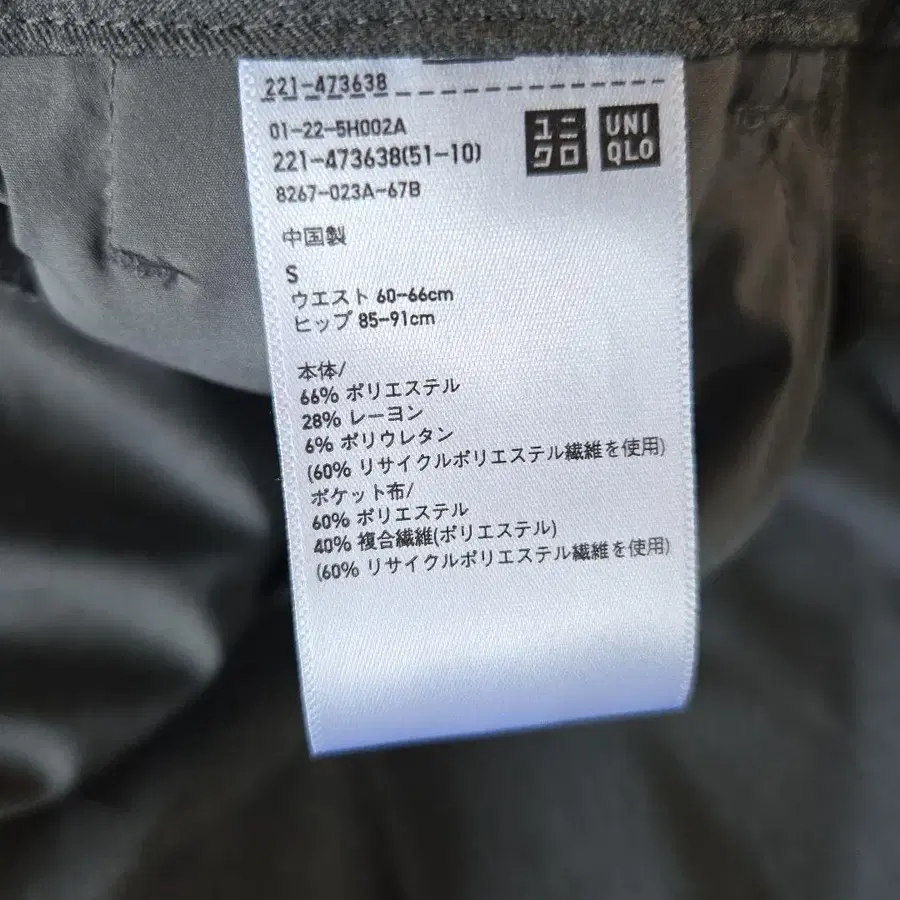 221-473638
01-22-5H002A
221-473638(51-10)
8267-023A-67B
ユニ
クロ
UNI
QLO
中国製
S
ウエスト 60-66cm
ヒップ 85-91cm
本体/
66% ポリエステル
28% レーヨン
6% ポリウレタン
(60% リサイクルポリエステル繊維を使用)
ポケット布/
60% ポリエステル
40% 複合繊維(ポリエステル)
(60% リサイクルポリエステル繊維を使用)